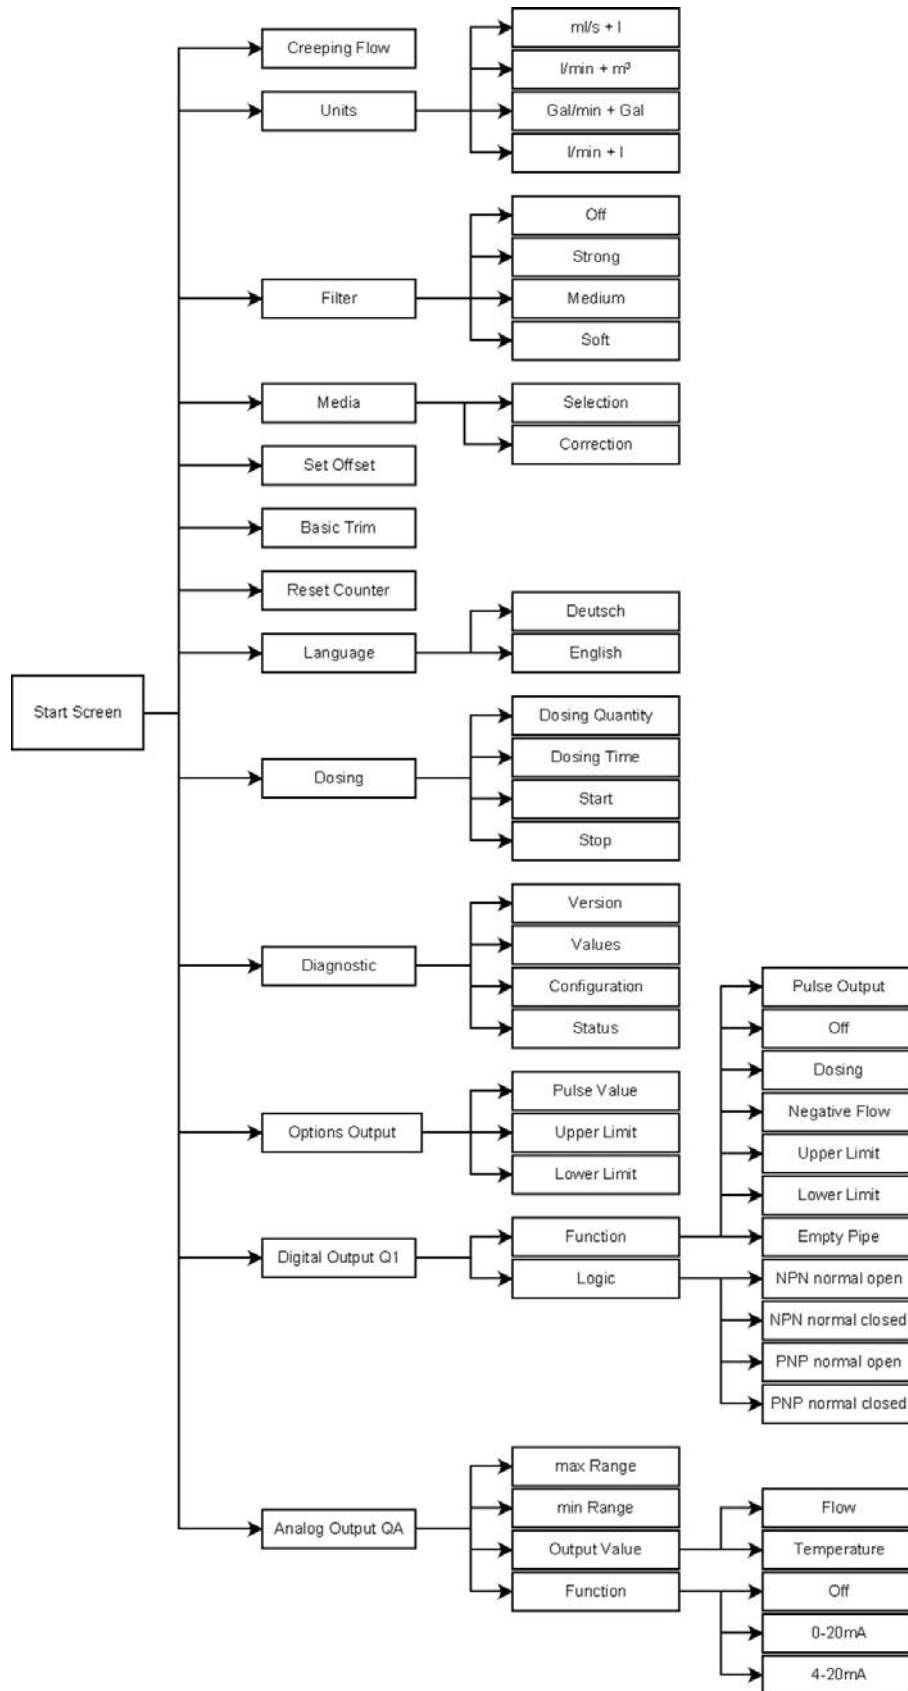 Start Screen
Creeping Flow
Units
ml/s + l
l/min + m³
Gal/min + Gal
l/min + l
Filter
Off
Strong
Medium
Soft
Media
Selection
Correction
Set Offset
Basic Trim
Reset Counter
Language
Deutsch
English
Dosing
Dosing Quantity
Dosing Time
Start
Stop
Diagnostic
Version
Values
Configuration
Status
Options Output
Pulse Value
Upper Limit
Lower Limit
Digital Output Q1
Function
Pulse Output
Off
Dosing
Negative Flow
Upper Limit
Lower Limit
Empty Pipe
Logic
NPN normal open
NPN normal closed
PNP normal open
PNP normal closed
Analog Output QA
max Range
min Range
Output Value
Flow
Temperature
Function
Off
0-20mA
4-20mA